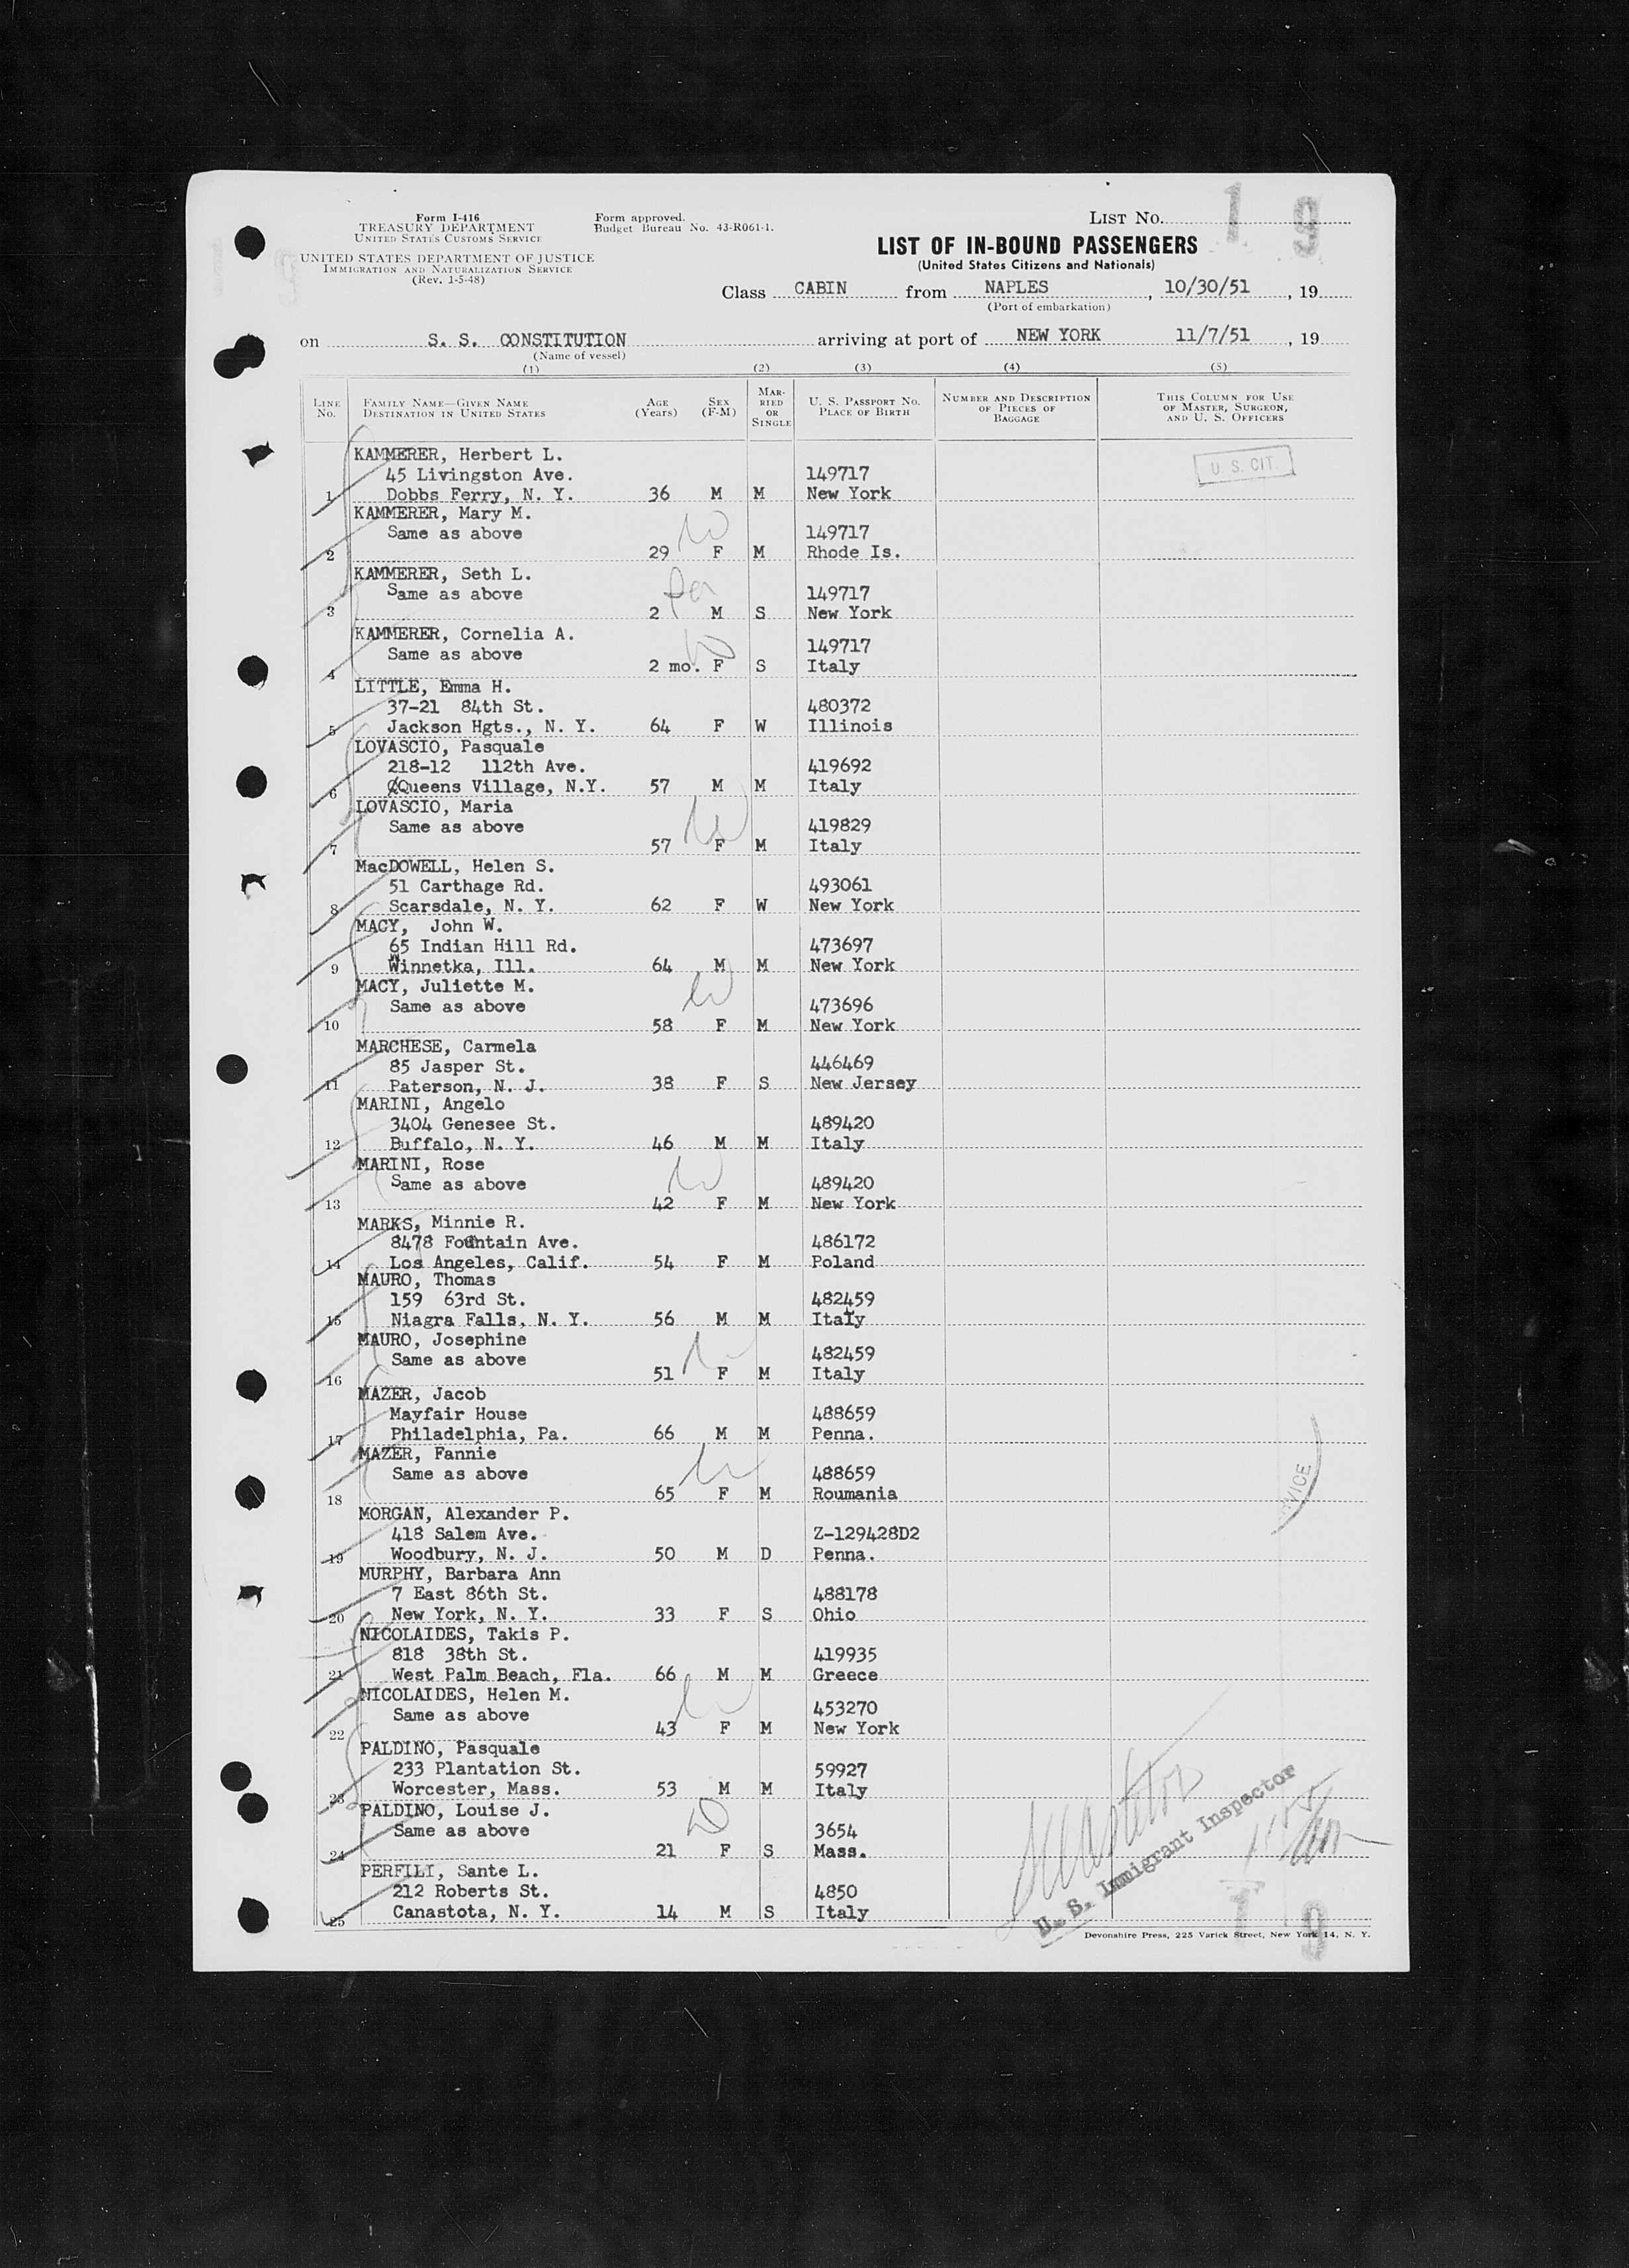 Form I-416
TREASURY DEPARTMENT
UNITED STATES CUSTOMS SERVICE
UNITED STATES DEPARTMENT OF JUSTICE
IMMIGRATION AND NATURALIZATION SERVICE
(Rev. 1-5-48)
Form approved.
Budget Bureau No. 43-R061-1.
LIST NO. 1 9
LIST OF IN-BOUND PASSENGERS
(United States Citizens and Nationals)
Class CABIN from NAPLES, 10/30/51, 19
(Port of embarkation)
on S. S. CONSTITUTION arriving at port of NEW YORK 11/7/51, 19
(Name of vessel)
(1) (2) (3) (4) (5)
LINE NO. FAMILY NAME—GIVEN NAME DESTINATION IN UNITED STATES AGE (Years) SEX (F-M) MARRIED OR SINGLE U. S. PASSPORT NO. PLACE OF BIRTH NUMBER AND DESCRIPTION OF PIECES OF BAGGAGE THIS COLUMN FOR USE OF MASTER, SURGEON, AND U. S. OFFICERS
KAMMERER, Herbert L.
45 Livingston Ave. 149717 U. S. CIT.
1 Dobbs Ferry, N. Y. 36 M M New York
KAMMERER, Mary M.
Same as above 149717
2 29 F M Rhode Is.
KAMMERER, Seth L.
Same as above 149717
3 2 M S New York
KAMMERER, Cornelia A.
Same as above 149717
4 2 mo. F S Italy
LITTLE, Emma H.
37-21 84th St. 480372
5 Jackson Hgts., N. Y. 64 F W Illinois
LOVASCIO, Pasquale
218-12 112th Ave. 419692
6 Queens Village, N.Y. 57 M M Italy
LOVASCIO, Maria
Same as above 419829
7 57 F M Italy
MacDOWELL, Helen S.
51 Carthage Rd. 493061
8 Scarsdale, N. Y. 62 F W New York
MACY, John W.
65 Indian Hill Rd. 473697
9 Winnetka, Ill. 64 M M New York
MACY, Juliette M.
Same as above 473696
10 58 F M New York
MARCHESE, Carmela
85 Jasper St. 446469
11 Paterson, N. J. 38 F S New Jersey
MARINI, Angelo
3404 Genesee St. 489420
12 Buffalo, N. Y. 46 M M Italy
MARINI, Rose
Same as above 489420
13 42 F M New York
MARKS, Minnie R.
8478 Fountain Ave. 486172
14 Los Angeles, Calif. 54 F M Poland
MAURO, Thomas
159 63rd St. 482459
15 Niagra Falls, N. Y. 56 M M Italy
MAURO, Josephine
Same as above 482459
16 51 F M Italy
MAZER, Jacob
Mayfair House 488659
17 Philadelphia, Pa. 66 M M Penna.
MAZER, Fannie
Same as above 488659
18 65 F M Roumania
MORGAN, Alexander P.
418 Salem Ave. Z-129428D2
19 Woodbury, N. J. 50 M D Penna.
MURPHY, Barbara Ann
7 East 86th St. 488178
20 New York, N. Y. 33 F S Ohio
NICOLAIDES, Takis P.
818 38th St. 419935
21 West Palm Beach, Fla. 66 M M Greece
NICOLAIDES, Helen M.
Same as above 453270
22 43 F M New York
PALDINO, Pasquale
233 Plantation St. 59927
23 Worcester, Mass. 53 M M Italy
PALDINO, Louise J.
Same as above 3654
24 21 F S Mass.
PERFILI, Sante L.
212 Roberts St. 4850
25 Canastota, N. Y. 14 M S Italy
U. S. Immigrant Inspector
1 9
Devonshire Press, 225 Varick Street, New York 14, N. Y.